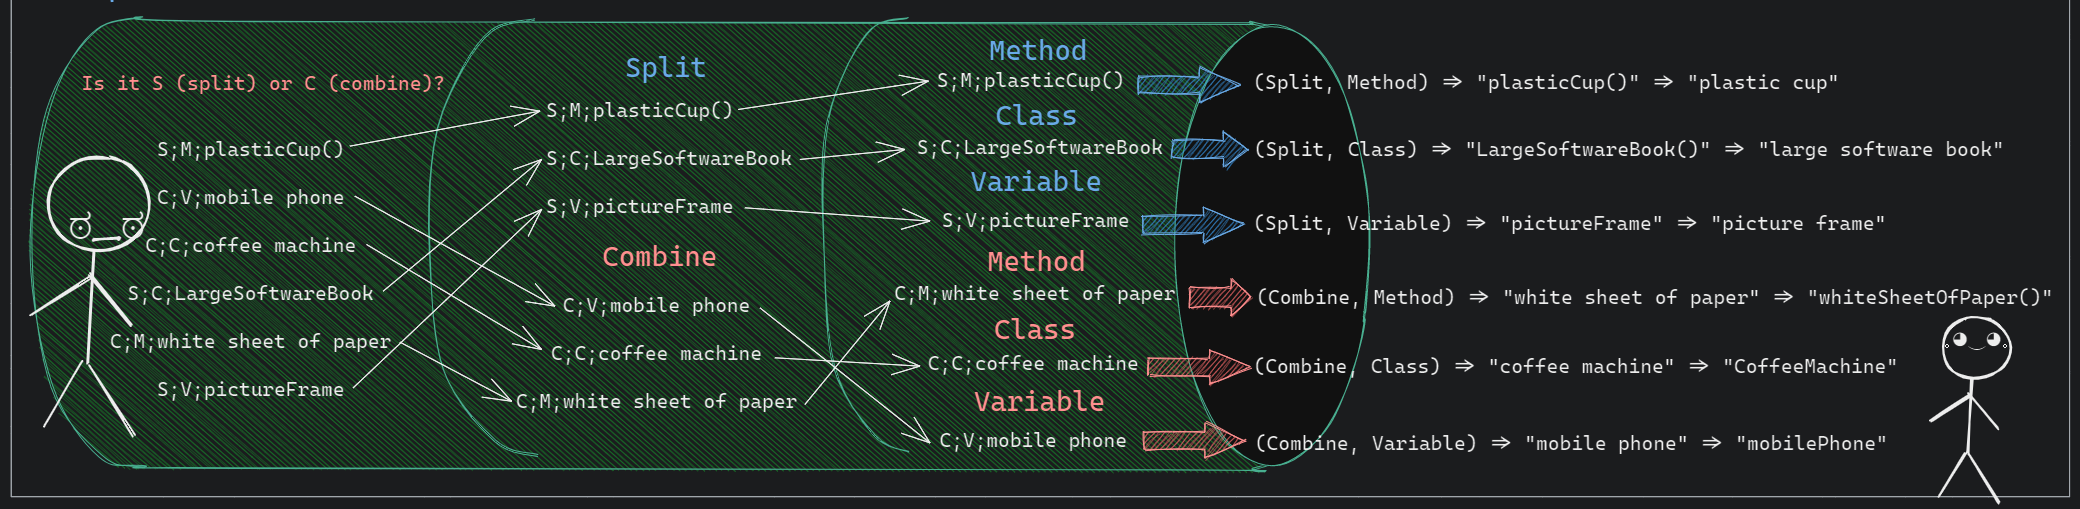 Is it S (split) or C (combine)?
S;M;plasticCup()
C;V;mobile phone
C;C;coffee machine
S;C;LargeSoftwareBook
C;M;white sheet of paper
S;V;pictureFrame
Split
S;M;plasticCup()
S;C;LargeSoftwareBook
S;V;pictureFrame
Combine
C;V;mobile phone
C;C;coffee machine
C;M;white sheet of paper
Method
S;M;plasticCup()
Class
S;C;LargeSoftwareBook
Variable
S;V;pictureFrame
Method
C;M;white sheet of paper
Class
C;C;coffee machine
Variable
C;V;mobile phone
(Split, Method) => "plasticCup()" => "plastic cup"
(Split, Class) => "LargeSoftwareBook()" => "large software book"
(Split, Variable) => "pictureFrame" => "picture frame"
(Combine, Method) => "white sheet of paper" => "whiteSheetOfPaper()"
(Combine, Class) => "coffee machine" => "CoffeeMachine"
(Combine, Variable) => "mobile phone" => "mobilePhone"